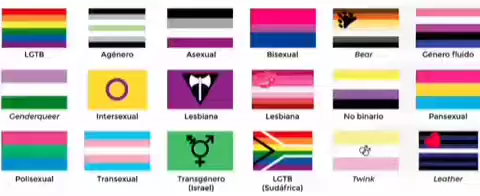 LGTB Agénero Asexual Bisexual Bear Género fluido
Genderqueer Intersexual Lesbiana Lesbiana No binario Pansexual
Polisexual Transexual Transgénero LGTB Twink Leather
(Israel) (Sudáfrica)